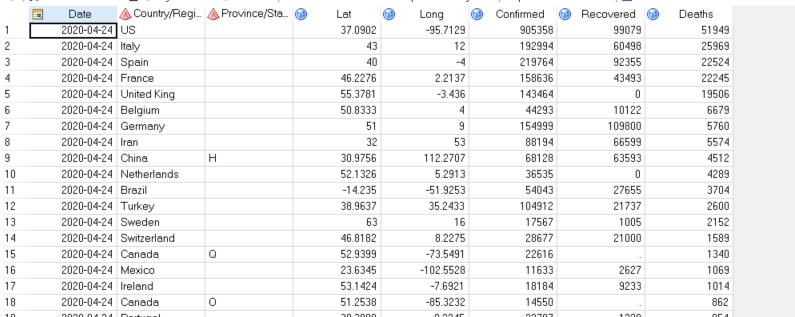 Date Country/Regi... Province/Sta... Lat Long Confirmed Recovered Deaths
1 2020-04-24 US 37.0902 -95.7129 905358 99079 51949
2 2020-04-24 Italy 43 12 192994 60498 25969
3 2020-04-24 Spain 40 -4 219764 92355 22524
4 2020-04-24 France 46.2276 2.2137 158636 43493 22245
5 2020-04-24 United King 55.3781 -3.436 143464 0 19506
6 2020-04-24 Belgium 50.8333 4 44293 10122 6679
7 2020-04-24 Germany 51 9 154999 109800 5760
8 2020-04-24 Iran 32 53 88194 66599 5574
9 2020-04-24 China H 30.9756 112.2707 68128 63593 4512
10 2020-04-24 Netherlands 52.1326 5.2913 36535 0 4289
11 2020-04-24 Brazil -14.235 -51.9253 54043 27655 3704
12 2020-04-24 Turkey 38.9637 35.2433 104912 21737 2600
13 2020-04-24 Sweden 63 16 17567 1005 2152
14 2020-04-24 Switzerland 46.8182 8.2275 28677 21000 1589
15 2020-04-24 Canada Q 52.9399 -73.5491 22616 . 1340
16 2020-04-24 Mexico 23.6345 -102.5528 11633 2627 1069
17 2020-04-24 Ireland 53.1424 -7.6921 18184 9233 1014
18 2020-04-24 Canada O 51.2538 -85.3232 14550 . 862